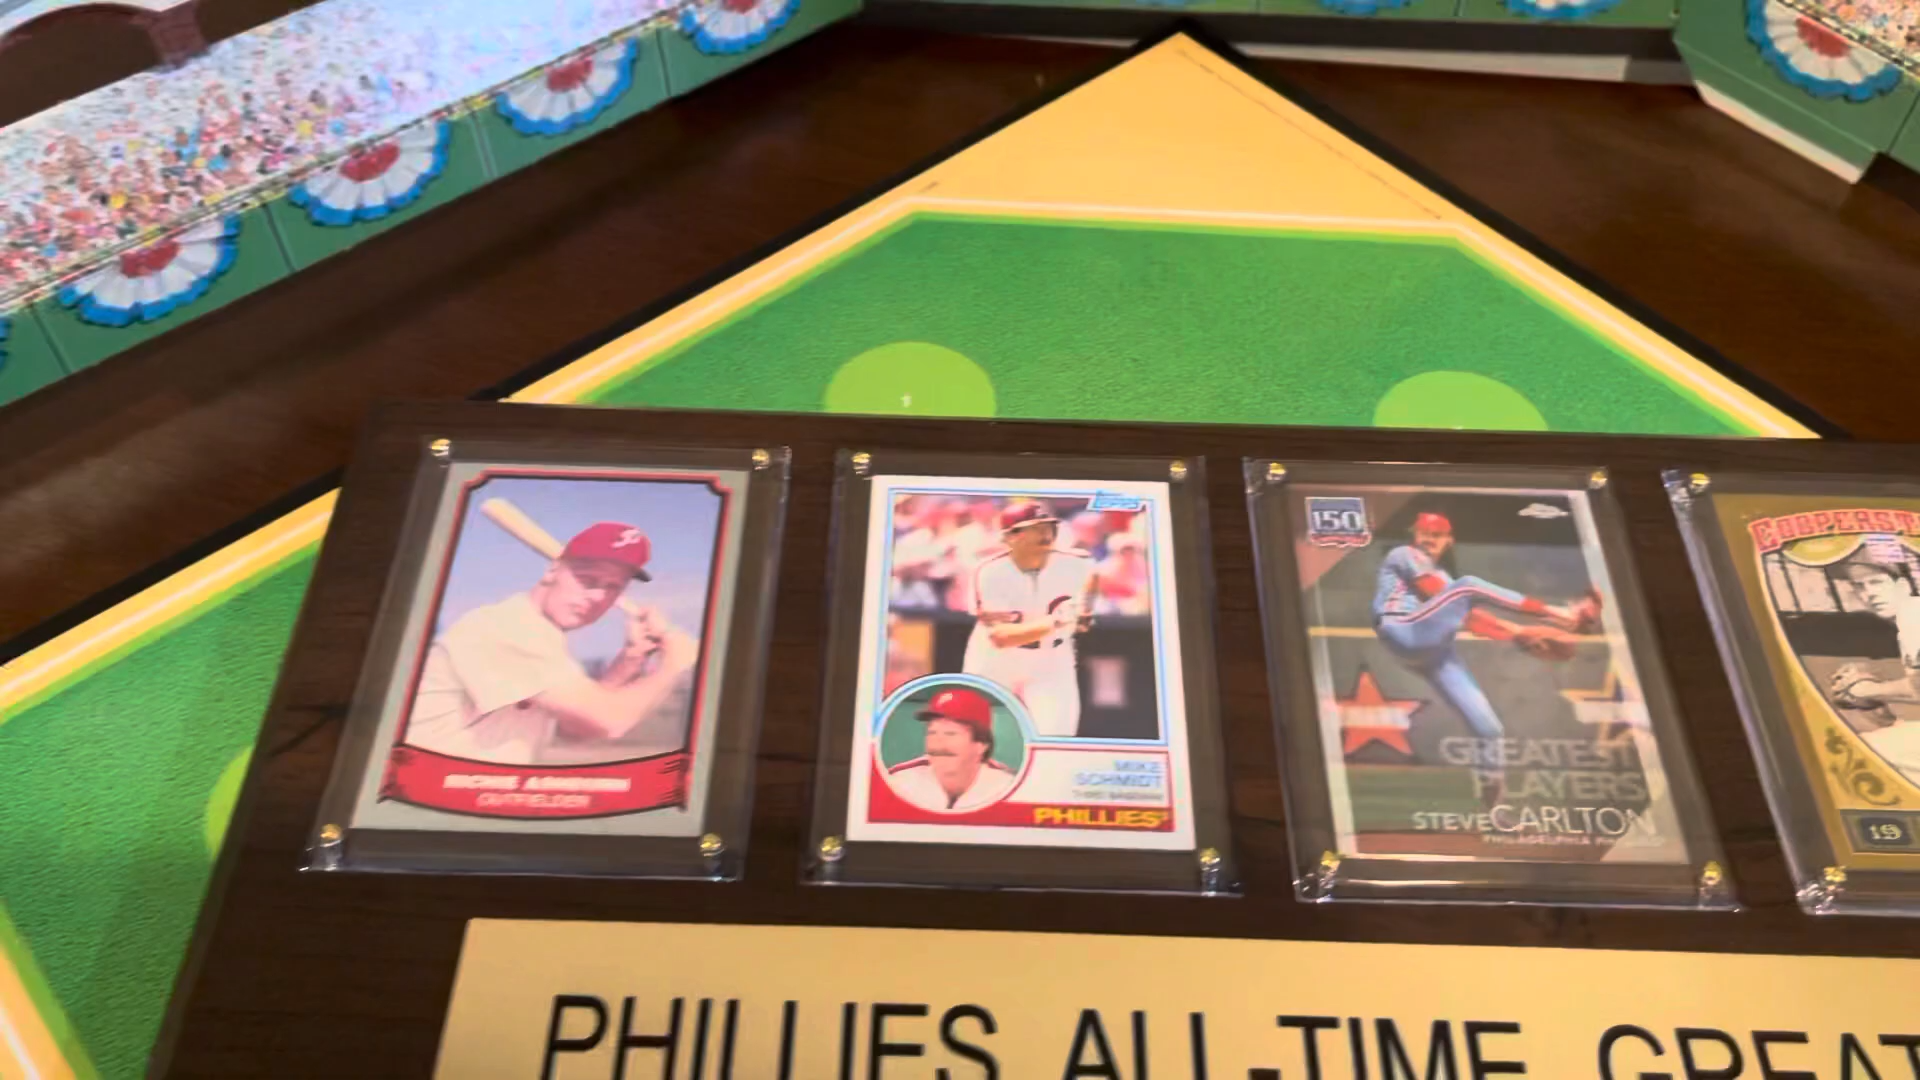 RICHIE ASHBURN
OUTFIELDER
TOPPS
MIKE
SCHMIDT
THIRD BASEMAN
PHILLIES
150
GREATEST
PLAYERS
STEVE CARLTON
PHILADELPHIA
COOPERST
19
PHILLIES ALL-TIME GREAT